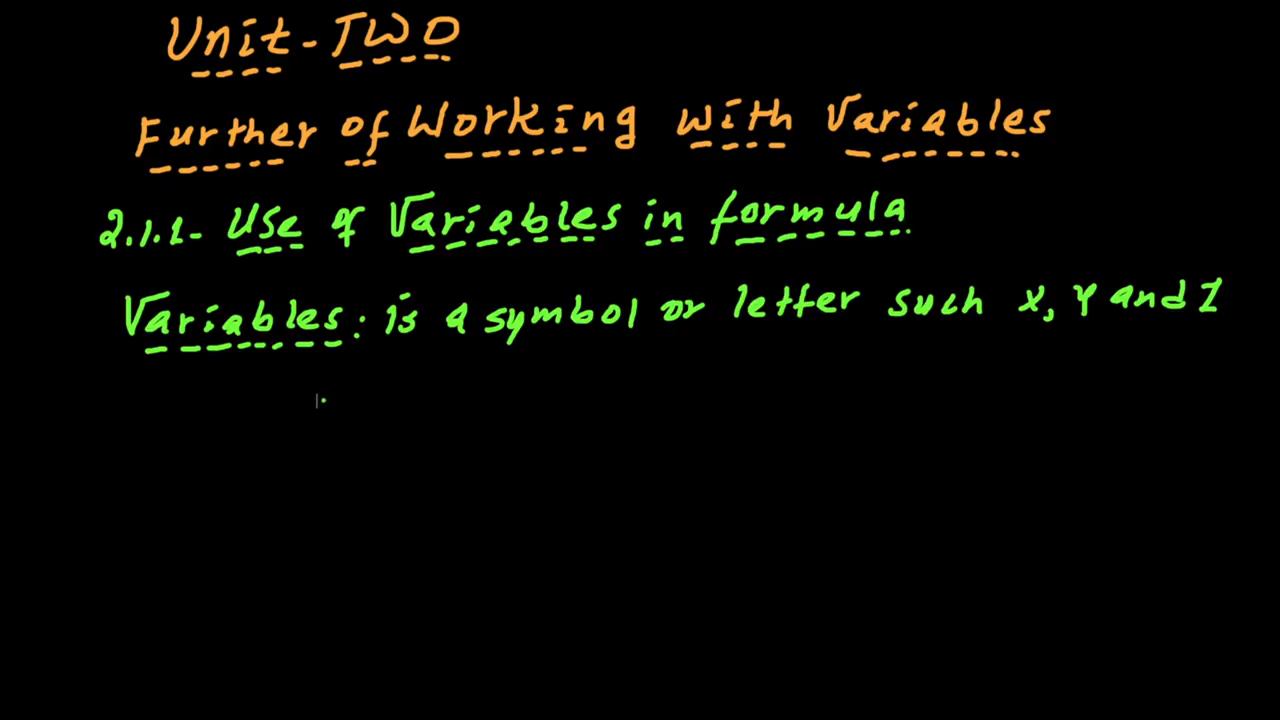 Unit-TWO
Further of Working with Variables
2.1.1- Use of Variables in formula.
Variables: is a symbol or letter such x, Y and Z